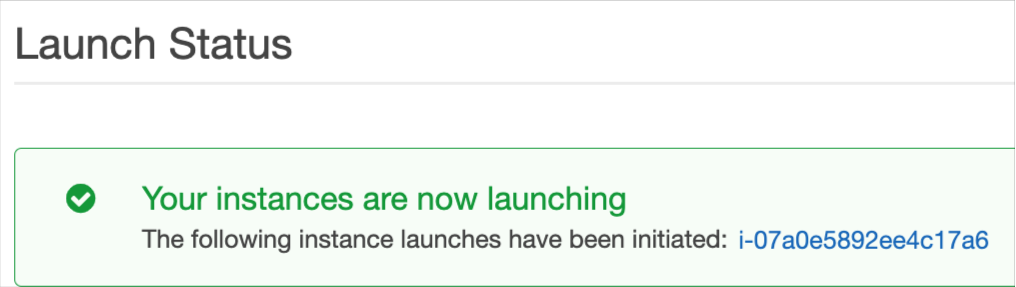 Launch Status
Your instances are now launching
The following instance launches have been initiated: i-07a0e5892ee4c17a6